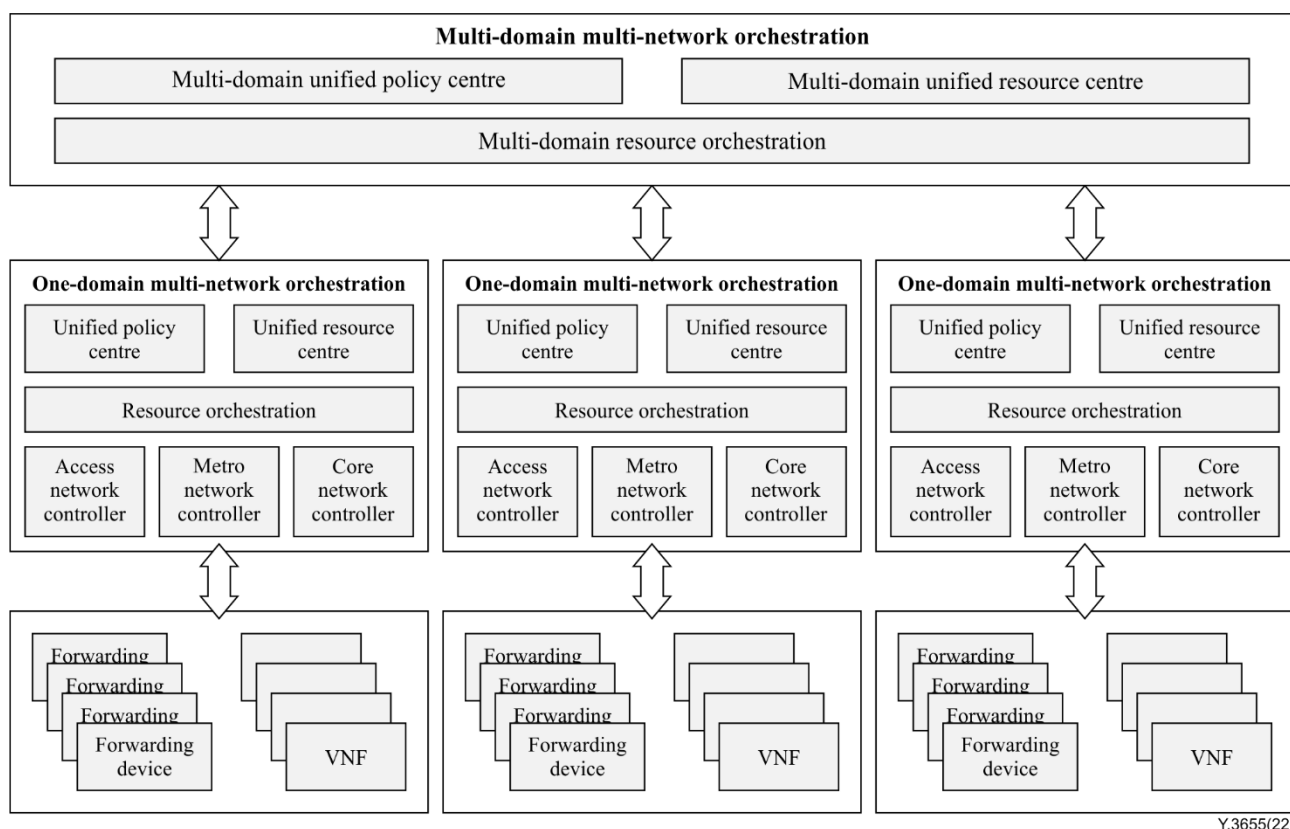 Multi-domain multi-network orchestration
Multi-domain unified policy centre
Multi-domain unified resource centre
Multi-domain resource orchestration
One-domain multi-network orchestration
Unified policy
centre
Unified resource
centre
Resource orchestration
Access
network
controller
Metro
network
controller
Core
network
controller
One-domain multi-network orchestration
Unified policy
centre
Unified resource
centre
Resource orchestration
Access
network
controller
Metro
network
controller
Core
network
controller
One-domain multi-network orchestration
Unified policy
centre
Unified resource
centre
Resource orchestration
Access
network
controller
Metro
network
controller
Core
network
controller
Forwarding
Forwarding
Forwarding
Forwarding
device
VNF
Forwarding
Forwarding
Forwarding
Forwarding
device
VNF
Forwarding
Forwarding
Forwarding
Forwarding
device
VNF
Y.3655(22